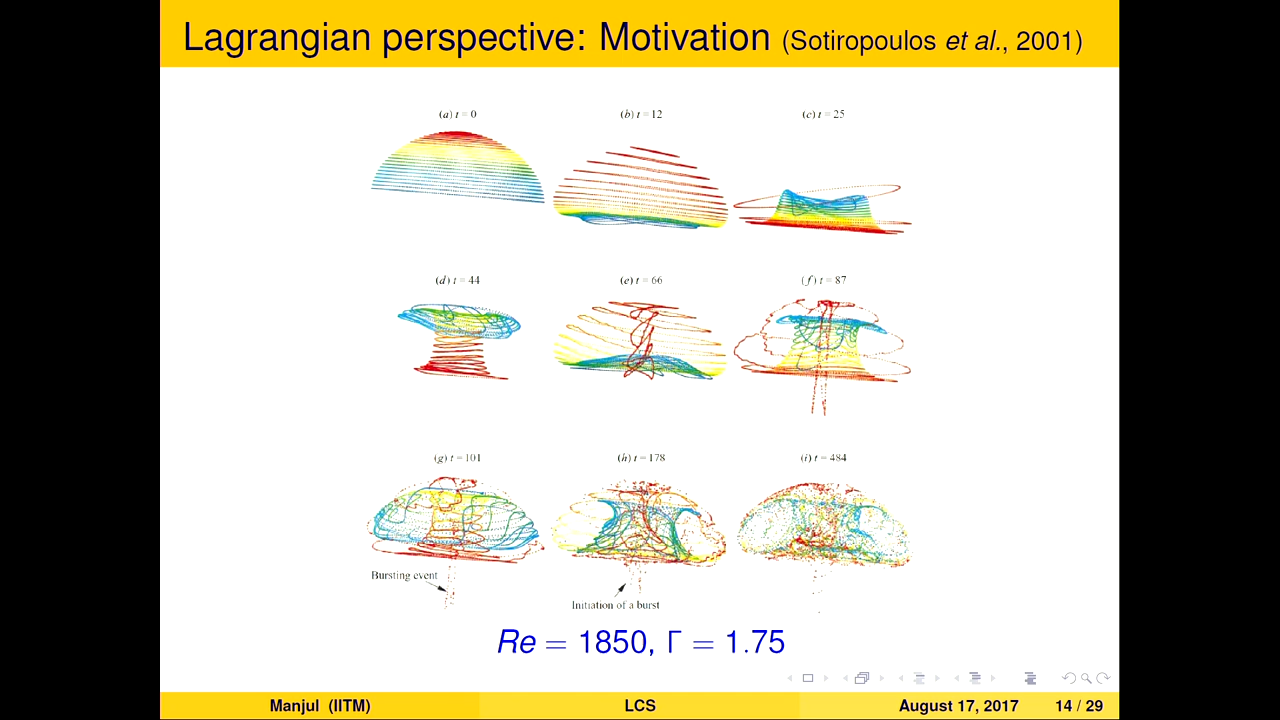 Lagrangian perspective: Motivation (Sotiropoulos et al., 2001)
(a) t = 0
(b) t = 12
(c) t = 25
(d) t = 44
(e) t = 66
(f) t = 87
(g) t = 101
(h) t = 178
(i) t = 484
Bursting event
Initiation of a burst
Re = 1850, Γ = 1.75
Manjul (IITM)
LCS
August 17, 2017
14 / 29